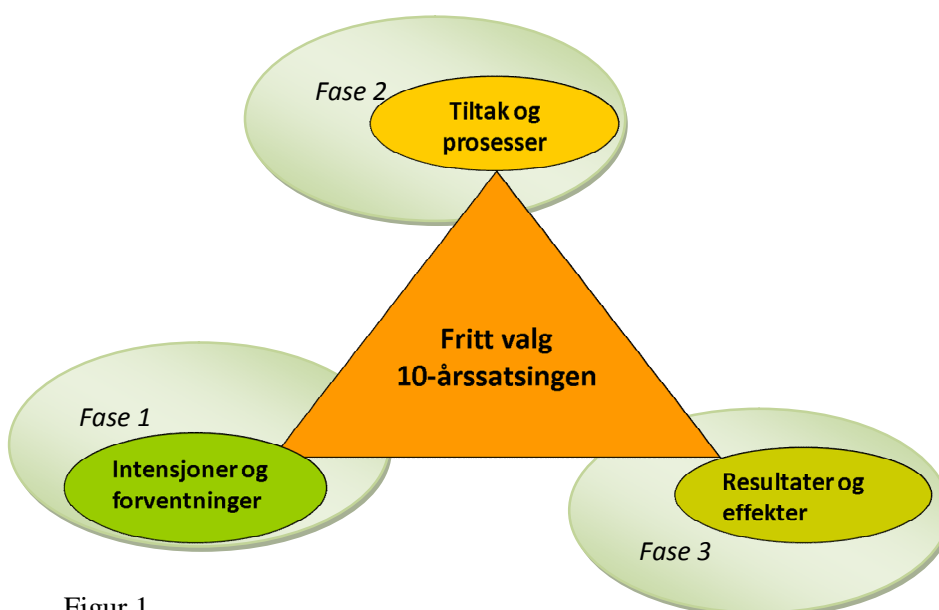 Fase 2
Tiltak og
prosesser
Fritt valg
10-årssatsingen
Fase 1
Intensjoner og
forventninger
Resultater og
effekter
Fase 3
Figur 1